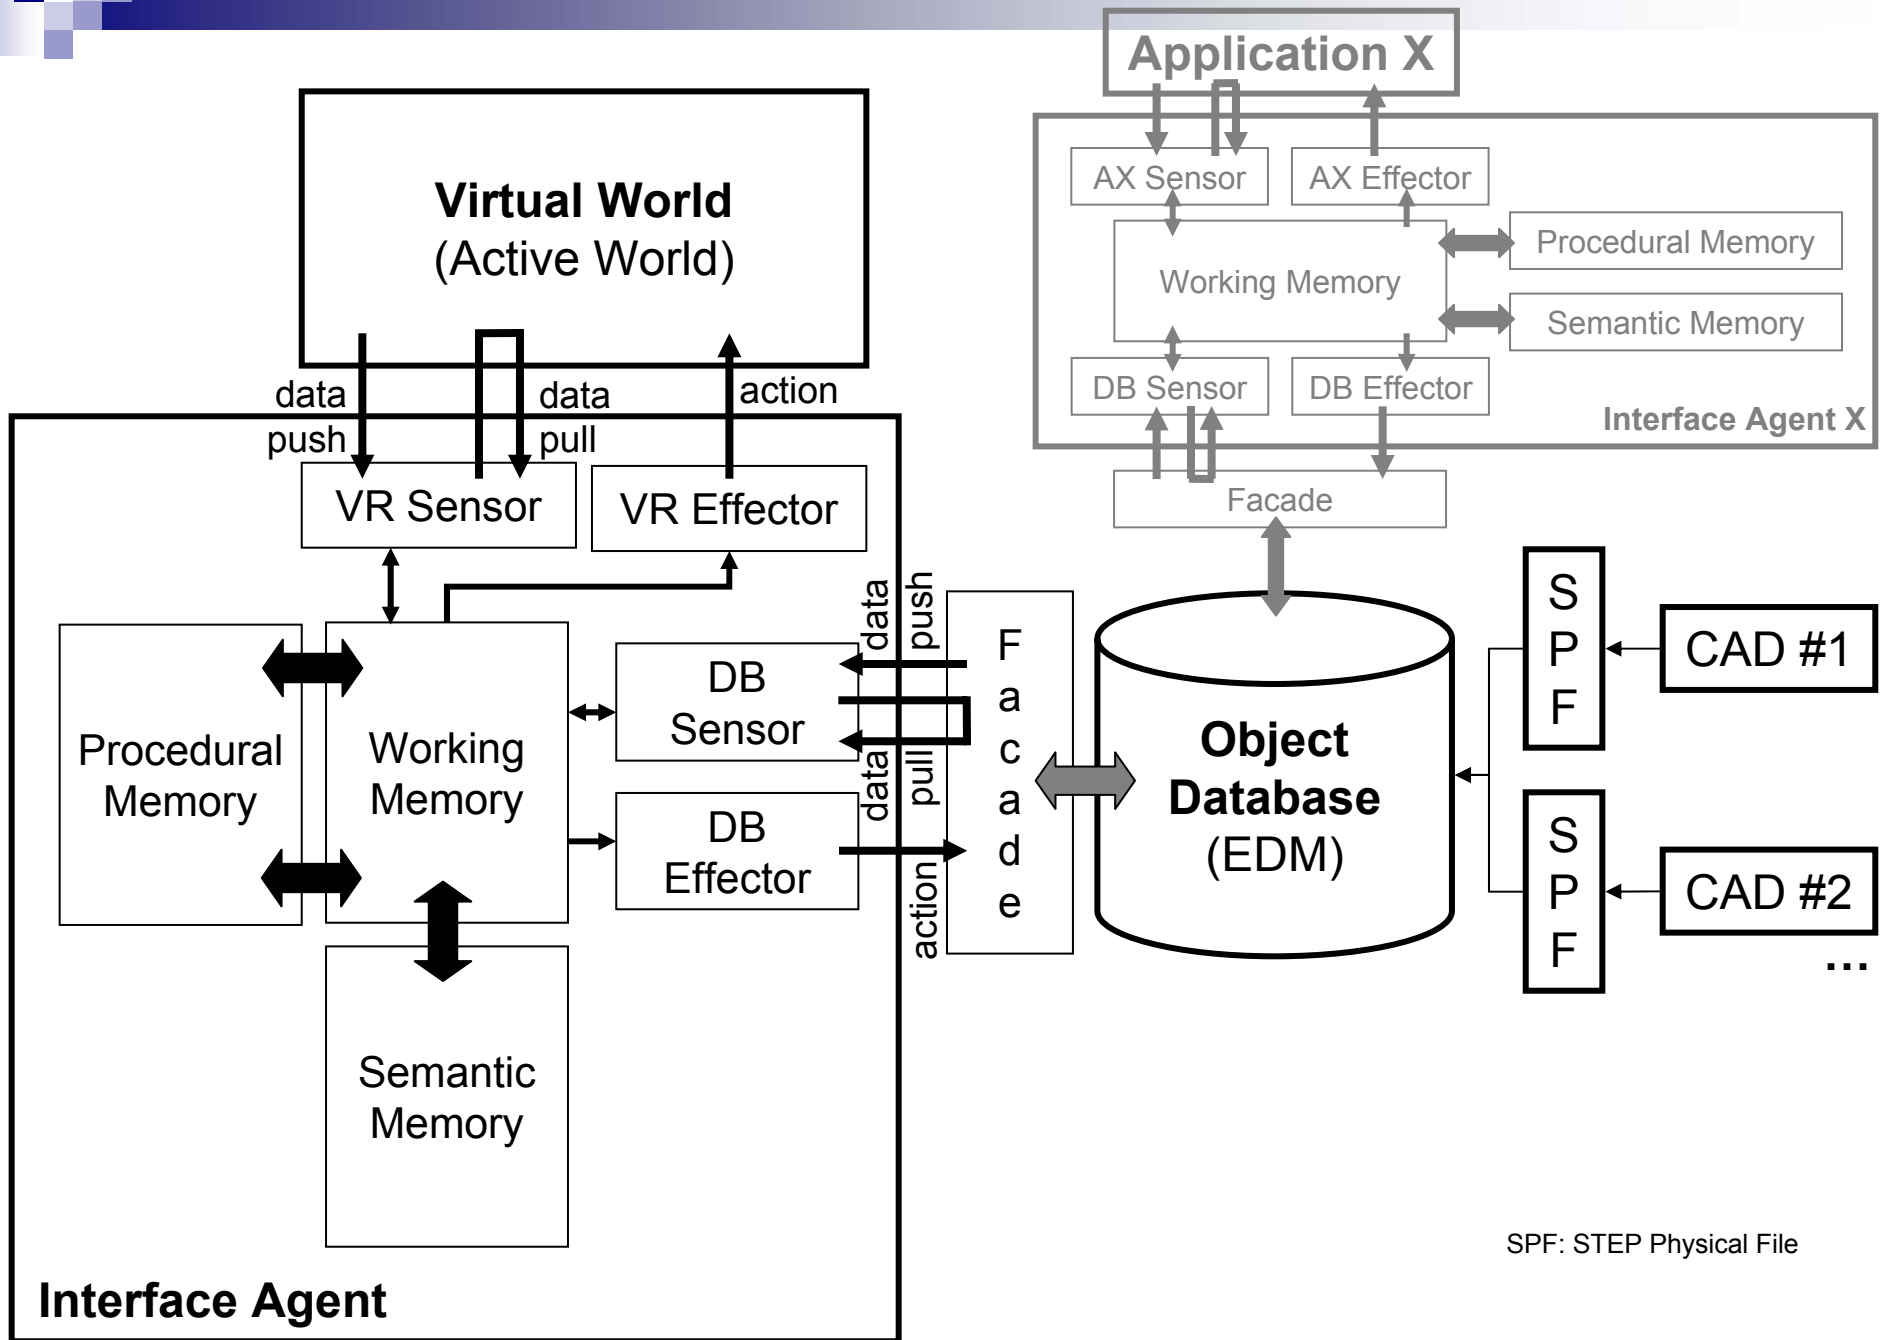 Application X
AX Sensor
AX Effector
Working Memory
Procedural Memory
Semantic Memory
DB Sensor
DB Effector
Interface Agent X
Facade
Virtual World
(Active World)
data
push
data
pull
action
VR Sensor
VR Effector
Procedural
Memory
Working
Memory
DB
Sensor
DB
Effector
Semantic
Memory
Interface Agent
data
push
data
pull
action
F
a
c
a
d
e
Object
Database
(EDM)
S
P
F
CAD #1
S
P
F
CAD #2
...
SPF: STEP Physical File